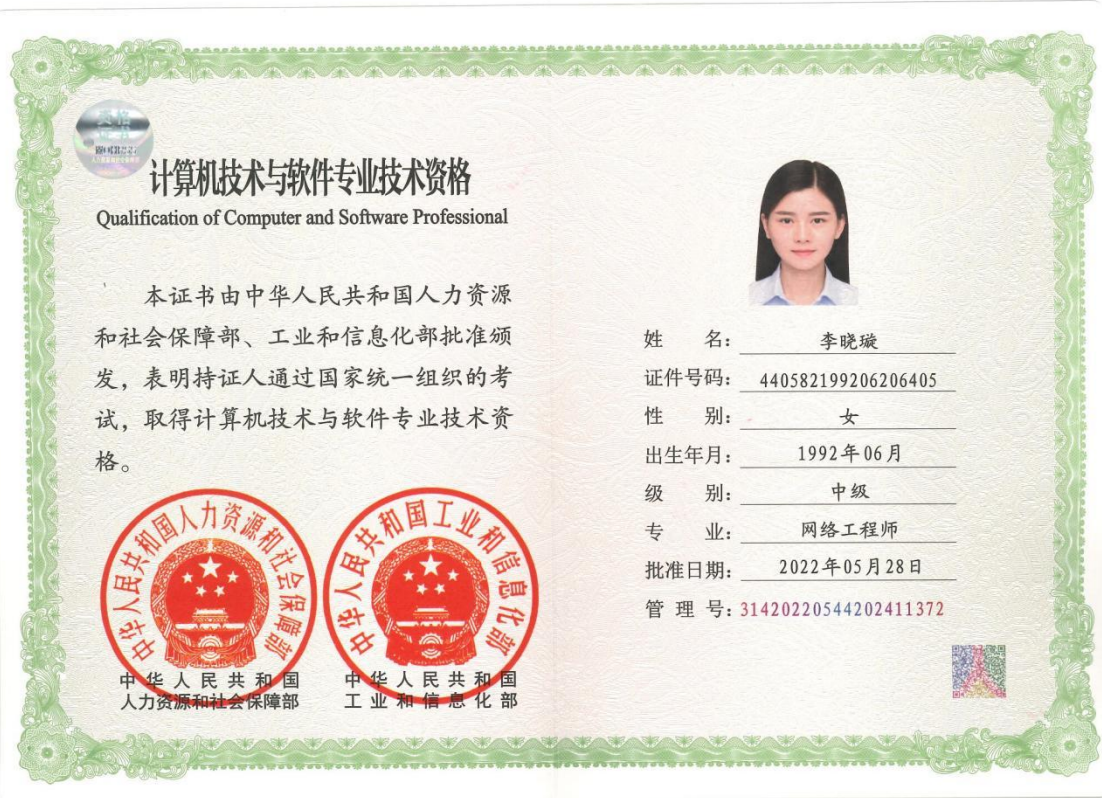 资格
证书
计算机技术与软件专业技术资格
Qualification of Computer and Software Professional
本证书由中华人民共和国人力资源
和社会保障部、工业和信息化部批准颁
发，表明持证人通过国家统一组织的考
试，取得计算机技术与软件专业技术资
格。
中华人民共和国人力资源和社会保障部
中华人民共和国工业和信息化部
中华人民共和国
人力资源和社会保障部
中华人民共和国
工业和信息化部
姓 名：李晓璇
证件号码：440582199206206405
性 别：女
出生年月：1992年06月
级 别：中级
专 业：网络工程师
批准日期：2022年05月28日
管 理 号：31420220544202411372